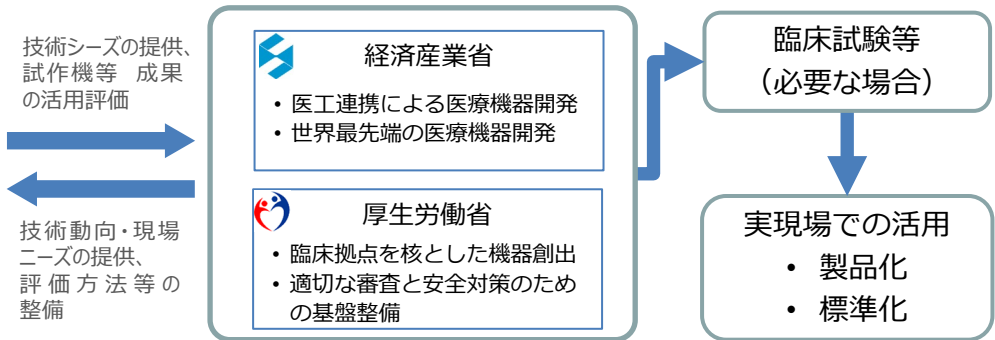 技術シーズの提供、
試作機等 成果
の活用評価
技術動向・現場
ニーズの提供、
評価方法等の
整備
経済産業省
• 医工連携による医療機器開発
• 世界最先端の医療機器開発
厚生労働省
• 臨床拠点を核とした機器創出
• 適切な審査と安全対策のため
の基盤整備
臨床試験等
（必要な場合）
実現場での活用
• 製品化
• 標準化